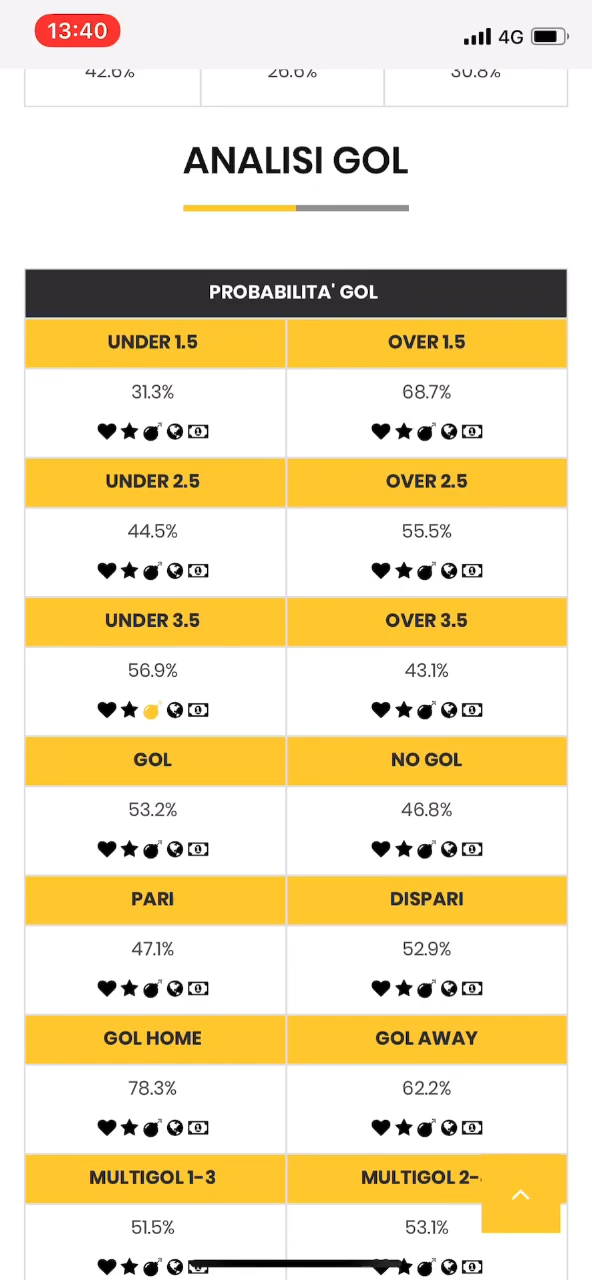 13:40
4G
42.6% 26.6% 30.8%
ANALISI GOL
PROBABILITA' GOL
UNDER 1.5 OVER 1.5
31.3% 68.7%
UNDER 2.5 OVER 2.5
44.5% 55.5%
UNDER 3.5 OVER 3.5
56.9% 43.1%
GOL NO GOL
53.2% 46.8%
PARI DISPARI
47.1% 52.9%
GOL HOME GOL AWAY
78.3% 62.2%
MULTIGOL 1-3 MULTIGOL 2-
51.5% 53.1%